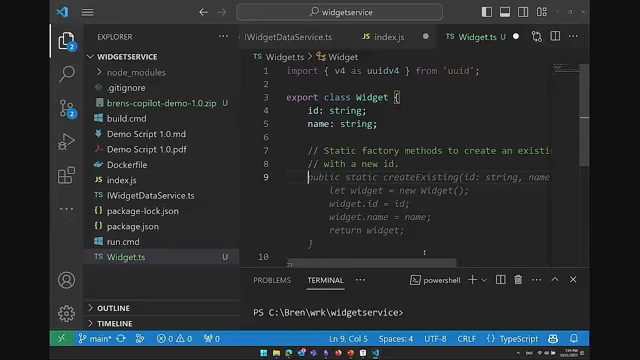 widgetservice
EXPLORER
IWidgetDataService.ts
index.js
Widget.ts U
WIDGETSERVICE
node_modules
.gitignore
brens-copilot-demo-1.0.zip U
build.cmd
Demo Script 1.0.md
Demo Script 1.0.pdf
Dockerfile
index.js
IWidgetDataService.ts
package-lock.json
package.json
run.cmd
Widget.ts U
OUTLINE
TIMELINE
TS Widget.ts > Widget
1 import { v4 as uuidv4 } from 'uuid';
2
3 export class Widget {
4 id: string;
5 name: string;
6
7 // Static factory methods to create an existin
8 // with a new id.
9 public static createExisting(id: string, name
let widget = new Widget();
widget.id = id;
widget.name = name;
return widget;
}
10
PROBLEMS
TERMINAL
powershell
PS C:\Bren\wrk\widgetservice>
main*
0 0
0
Ln 9, Col 5
Spaces: 4
UTF-8
CRLF
{} TypeScript